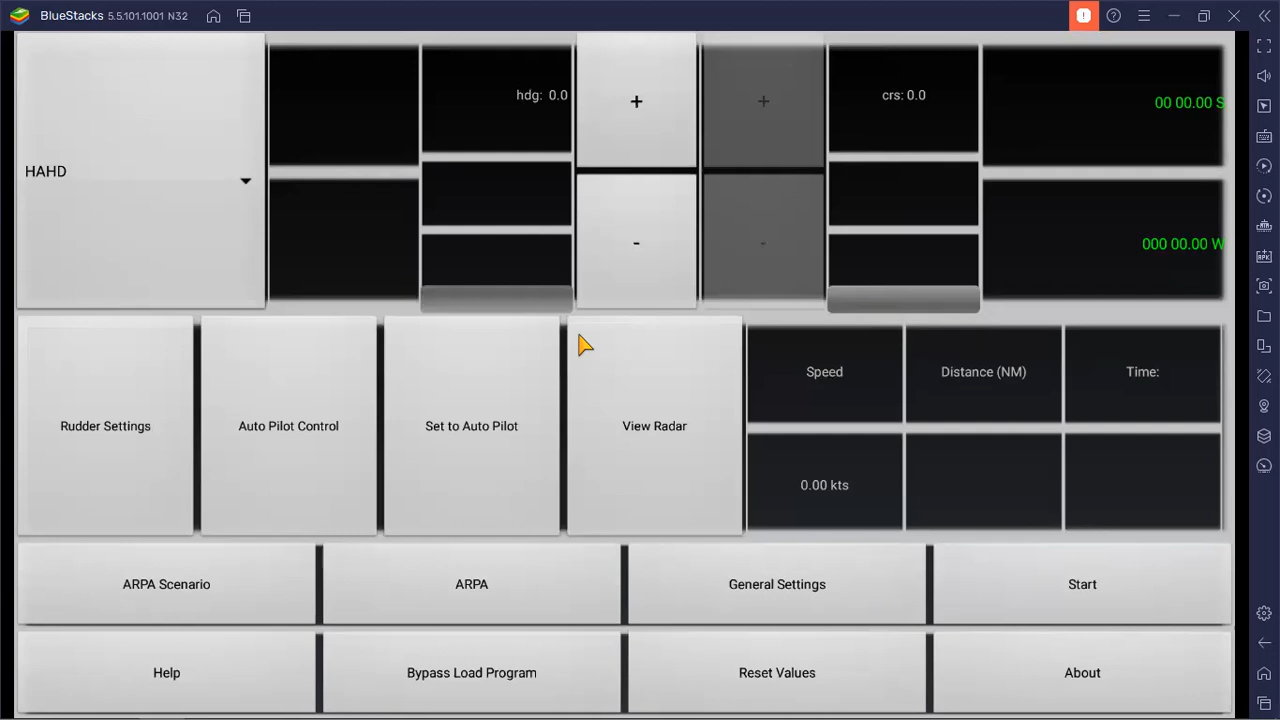 BlueStacks 5.5.101.1001 N32
hdg: 0.0
+
+
crs: 0.0
00 00.00 S
HAHD
-
-
000 00.00 W
Rudder Settings
Auto Pilot Control
Set to Auto Pilot
View Radar
Speed
Distance (NM)
Time:
0.00 kts
ARPA Scenario
ARPA
General Settings
Start
Help
Bypass Load Program
Reset Values
About